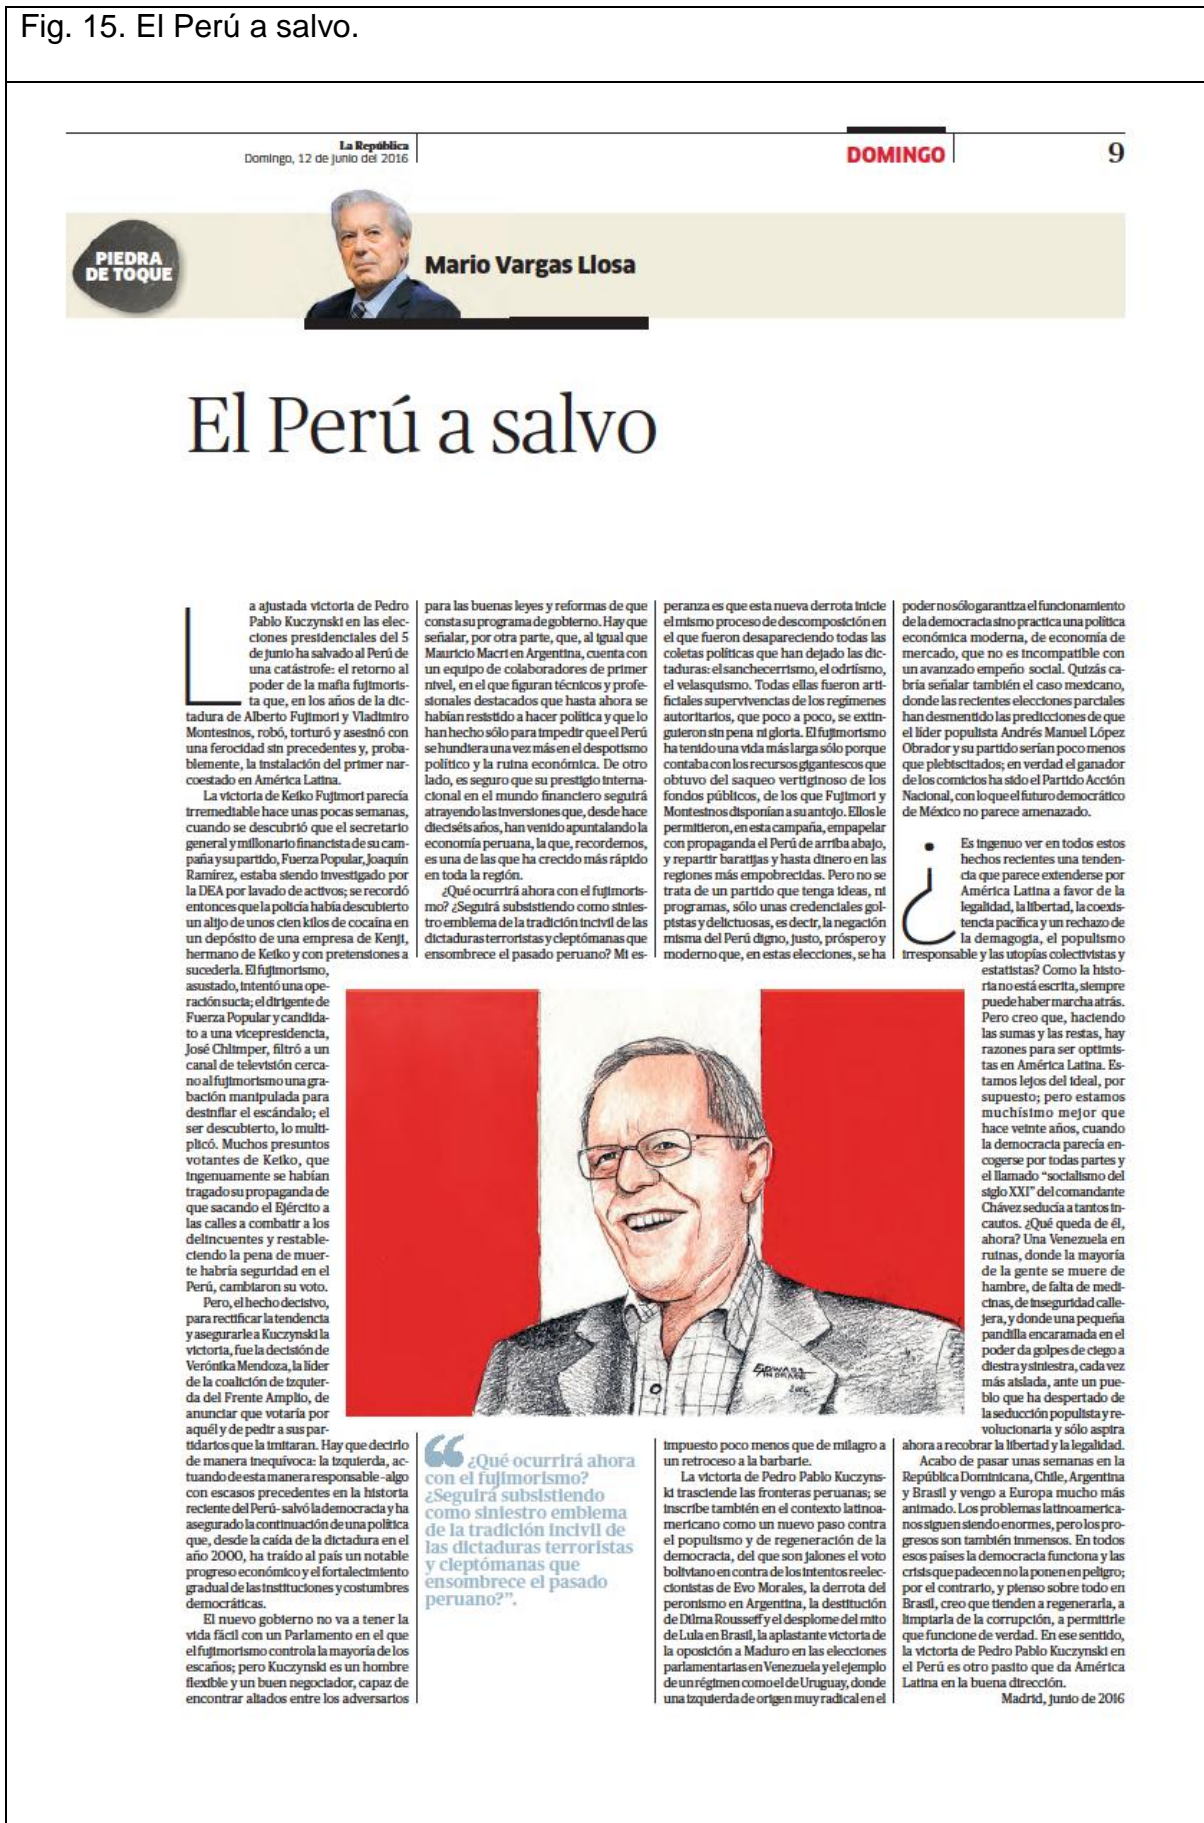 Fig. 15. El Perú a salvo.
La República
Domingo, 12 de junio del 2016
DOMINGO
9
PIEDRA
DE TOQUE
Mario Vargas Llosa
El Perú a salvo
La ajustada victoria de Pedro
Pablo Kuczynski en las elec-
ciones presidenciales del 5
de junio ha salvado al Perú de
una catástrofe: el retorno al
poder de la mafia fujimoris-
ta que, en los años de la dic-
tadura de Alberto Fujimori y Vladimiro
Montesinos, robó, torturó y asesinó con
una ferocidad sin precedentes y, proba-
blemente, la instalación del primer nar-
coestado en América Latina.
La victoria de Keiko Fujimori parecía
irremediable hace unas pocas semanas,
cuando se descubrió que el secretario
general y millonario financista de su cam-
paña y su partido, Fuerza Popular, Joaquín
Ramírez, estaba siendo investigado por
la DEA por lavado de activos; se recordó
entonces que la policía había descubierto
un alijo de unos cien kilos de cocaína en
un depósito de una empresa de Kenji,
hermano de Keiko y con pretensiones a
sucederla. El fujimorismo,
asustado, intentó una ope-
ración sucia; el dirigente de
Fuerza Popular y candida-
to a una vicepresidencia,
José Chlimper, filtró a un
canal de televisión cerca-
no al fujimorismo una gra-
bación manipulada para
desinflar el escándalo; el
ser descubierto, lo multi-
plicó. Muchos presuntos
votantes de Keiko, que
ingenuamente se habían
tragado su propaganda de
que sacando el Ejército a
las calles a combatir a los
delincuentes y restable-
ciendo la pena de muer-
te habría seguridad en el
Perú, cambiaron su voto.
Pero, el hecho decisivo,
para rectificar la tendencia
y asegurarle a Kuczynski la
victoria, fue la decisión de
Verónika Mendoza, la líder
de la coalición de izquier-
da del Frente Amplio, de
anunciar que votaría por
aquél y de pedir a sus par-
tidarios que la imitaran. Hay que decirlo
de manera inequívoca: la izquierda, ac-
tuando de esta manera responsable -algo
con escasos precedentes en la historia
reciente del Perú- salvó la democracia y ha
asegurado la continuación de una política
que, desde la caída de la dictadura en el
año 2000, ha traído al país un notable
progreso económico y el fortalecimiento
gradual de las instituciones y costumbres
democráticas.
El nuevo gobierno no va a tener la
vida fácil con un Parlamento en el que
el fujimorismo controla la mayoría de los
escaños; pero Kuczynski es un hombre
flexible y un buen negociador, capaz de
encontrar aliados entre los adversarios
para las buenas leyes y reformas de que
consta su programa de gobierno. Hay que
señalar, por otra parte, que, al igual que
Mauricio Macri en Argentina, cuenta con
un equipo de colaboradores de primer
nivel, en el que figuran técnicos y profe-
sionales destacados que hasta ahora se
habían resistido a hacer política y que lo
han hecho sólo para impedir que el Perú
se hundiera una vez más en el despotismo
político y la ruina económica. De otro
lado, es seguro que su prestigio interna-
cional en el mundo financiero seguirá
atrayendo las inversiones que, desde hace
dieciséis años, han venido apuntalando la
economía peruana, la que, recordemos,
es una de las que ha crecido más rápido
en toda la región.
¿Qué ocurrirá ahora con el fujimoris-
mo? ¿Seguirá subsistiendo como sinies-
tro emblema de la tradición incivil de las
dictaduras terroristas y cleptómanas que
ensombrece el pasado peruano? Mi es-
peranza es que esta nueva derrota inicie
el mismo proceso de descomposición en
el que fueron desapareciendo todas las
coletas políticas que han dejado las dic-
taduras: el sanchecerrismo, el odriísmo,
el velasquismo. Todas ellas fueron arti-
ficiales supervivencias de los regímenes
autoritarios, que poco a poco, se extin-
guieron sin pena ni gloria. El fujimorismo
ha tenido una vida más larga sólo porque
contaba con los recursos gigantescos que
obtuvo del saqueo vertiginoso de los
fondos públicos, de los que Fujimori y
Montesinos disponían a su antojo. Ellos le
permitieron, en esta campaña, empapelar
con propaganda el Perú de arriba abajo,
y repartir baratijas y hasta dinero en las
regiones más empobrecidas. Pero no se
trata de un partido que tenga ideas, ni
programas, sólo unas credenciales gol-
pistas y delictuosas, es decir, la negación
misma del Perú digno, justo, próspero y
moderno que, en estas elecciones, se ha
EDWARD
ANDRADE
2016
“ ¿Qué ocurrirá ahora
con el fujimorismo?
¿Seguirá subsistiendo
como siniestro emblema
de la tradición incivil de
las dictaduras terroristas
y cleptómanas que
ensombrece el pasado
peruano?”.
impuesto poco menos que de milagro a
un retroceso a la barbarie.
La victoria de Pedro Pablo Kuczyns-
ki trasciende las fronteras peruanas; se
inscribe también en el contexto latinoa-
mericano como un nuevo paso contra
el populismo y de regeneración de la
democracia, del que son jalones el voto
boliviano en contra de los intentos reelec-
cionistas de Evo Morales, la derrota del
peronismo en Argentina, la destitución
de Dilma Rousseff y el desplome del mito
de Lula en Brasil, la aplastante victoria de
la oposición a Maduro en las elecciones
parlamentarias en Venezuela y el ejemplo
de un régimen como el de Uruguay, donde
una izquierda de origen muy radical en el
poder no sólo garantiza el funcionamiento
de la democracia sino practica una política
económica moderna, de economía de
mercado, que no es incompatible con
un avanzado empeño social. Quizás ca-
bría señalar también el caso mexicano,
donde las recientes elecciones parciales
han desmentido las predicciones de que
el líder populista Andrés Manuel López
Obrador y su partido serían poco menos
que plebiscitados; en verdad el ganador
de los comicios ha sido el Partido Acción
Nacional, con lo que el futuro democrático
de México no parece amenazado.
¿Es ingenuo ver en todos estos
hechos recientes una tenden-
cia que parece extenderse por
América Latina a favor de la
legalidad, la libertad, la coexis-
tencia pacífica y un rechazo de
la demagogia, el populismo
irresponsable y las utopías colectivistas y
estatistas? Como la histo-
ria no está escrita, siempre
puede haber marcha atrás.
Pero creo que, haciendo
las sumas y las restas, hay
razones para ser optimis-
tas en América Latina. Es-
tamos lejos del ideal, por
supuesto; pero estamos
muchísimo mejor que
hace veinte años, cuando
la democracia parecía en-
cogerse por todas partes y
el llamado “socialismo del
siglo XXI” del comandante
Chávez seducía a tantos in-
cautos. ¿Qué queda de él,
ahora? Una Venezuela en
ruinas, donde la mayoría
de la gente se muere de
hambre, de falta de medi-
cinas, de inseguridad calle-
jera, y donde una pequeña
pandilla encaramada en el
poder da golpes de ciego a
diestra y siniestra, cada vez
más aislada, ante un pue-
blo que ha despertado de
la seducción populista y re-
volucionaria y sólo aspira
ahora a recobrar la libertad y la legalidad.
Acabo de pasar unas semanas en la
República Dominicana, Chile, Argentina
y Brasil y vengo a Europa mucho más
animado. Los problemas latinoamerica-
nos siguen siendo enormes, pero los pro-
gresos son también inmensos. En todos
esos países la democracia funciona y las
crisis que padecen no la ponen en peligro;
por el contrario, y pienso sobre todo en
Brasil, creo que tienden a regenerarla, a
limpiarla de la corrupción, a permitirle
que funcione de verdad. En ese sentido,
la victoria de Pedro Pablo Kuczynski en
el Perú es otro pasito que da América
Latina en la buena dirección.
Madrid, junio de 2016